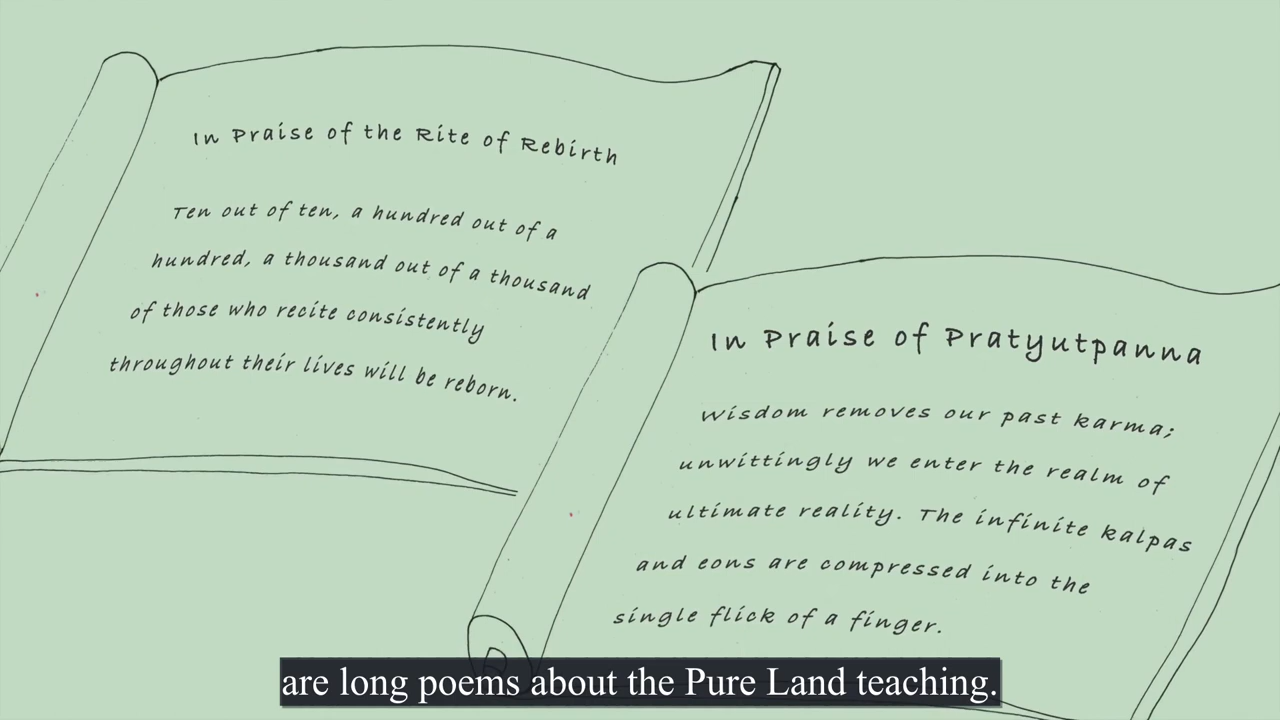 In Praise of the Rite of Rebirth
Ten out of ten, a hundred out of a
hundred, a thousand out of a thousand
of those who recite consistently
throughout their lives will be reborn.
In Praise of Pratyutpanna
Wisdom removes our past karma;
unwittingly we enter the realm of
ultimate reality. The infinite kalpas
and eons are compressed into the
single flick of a finger.
are long poems about the Pure Land teaching.